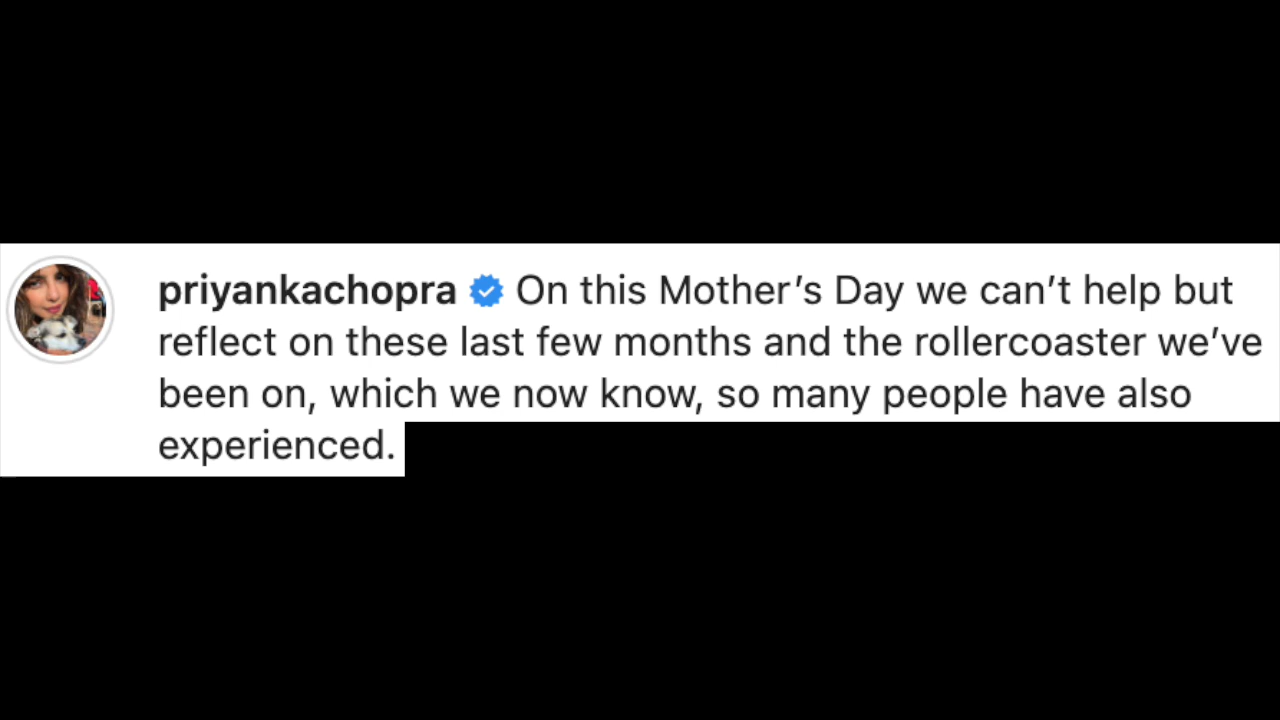 priyankachopra On this Mother’s Day we can’t help but
reflect on these last few months and the rollercoaster we’ve
been on, which we now know, so many people have also
experienced.